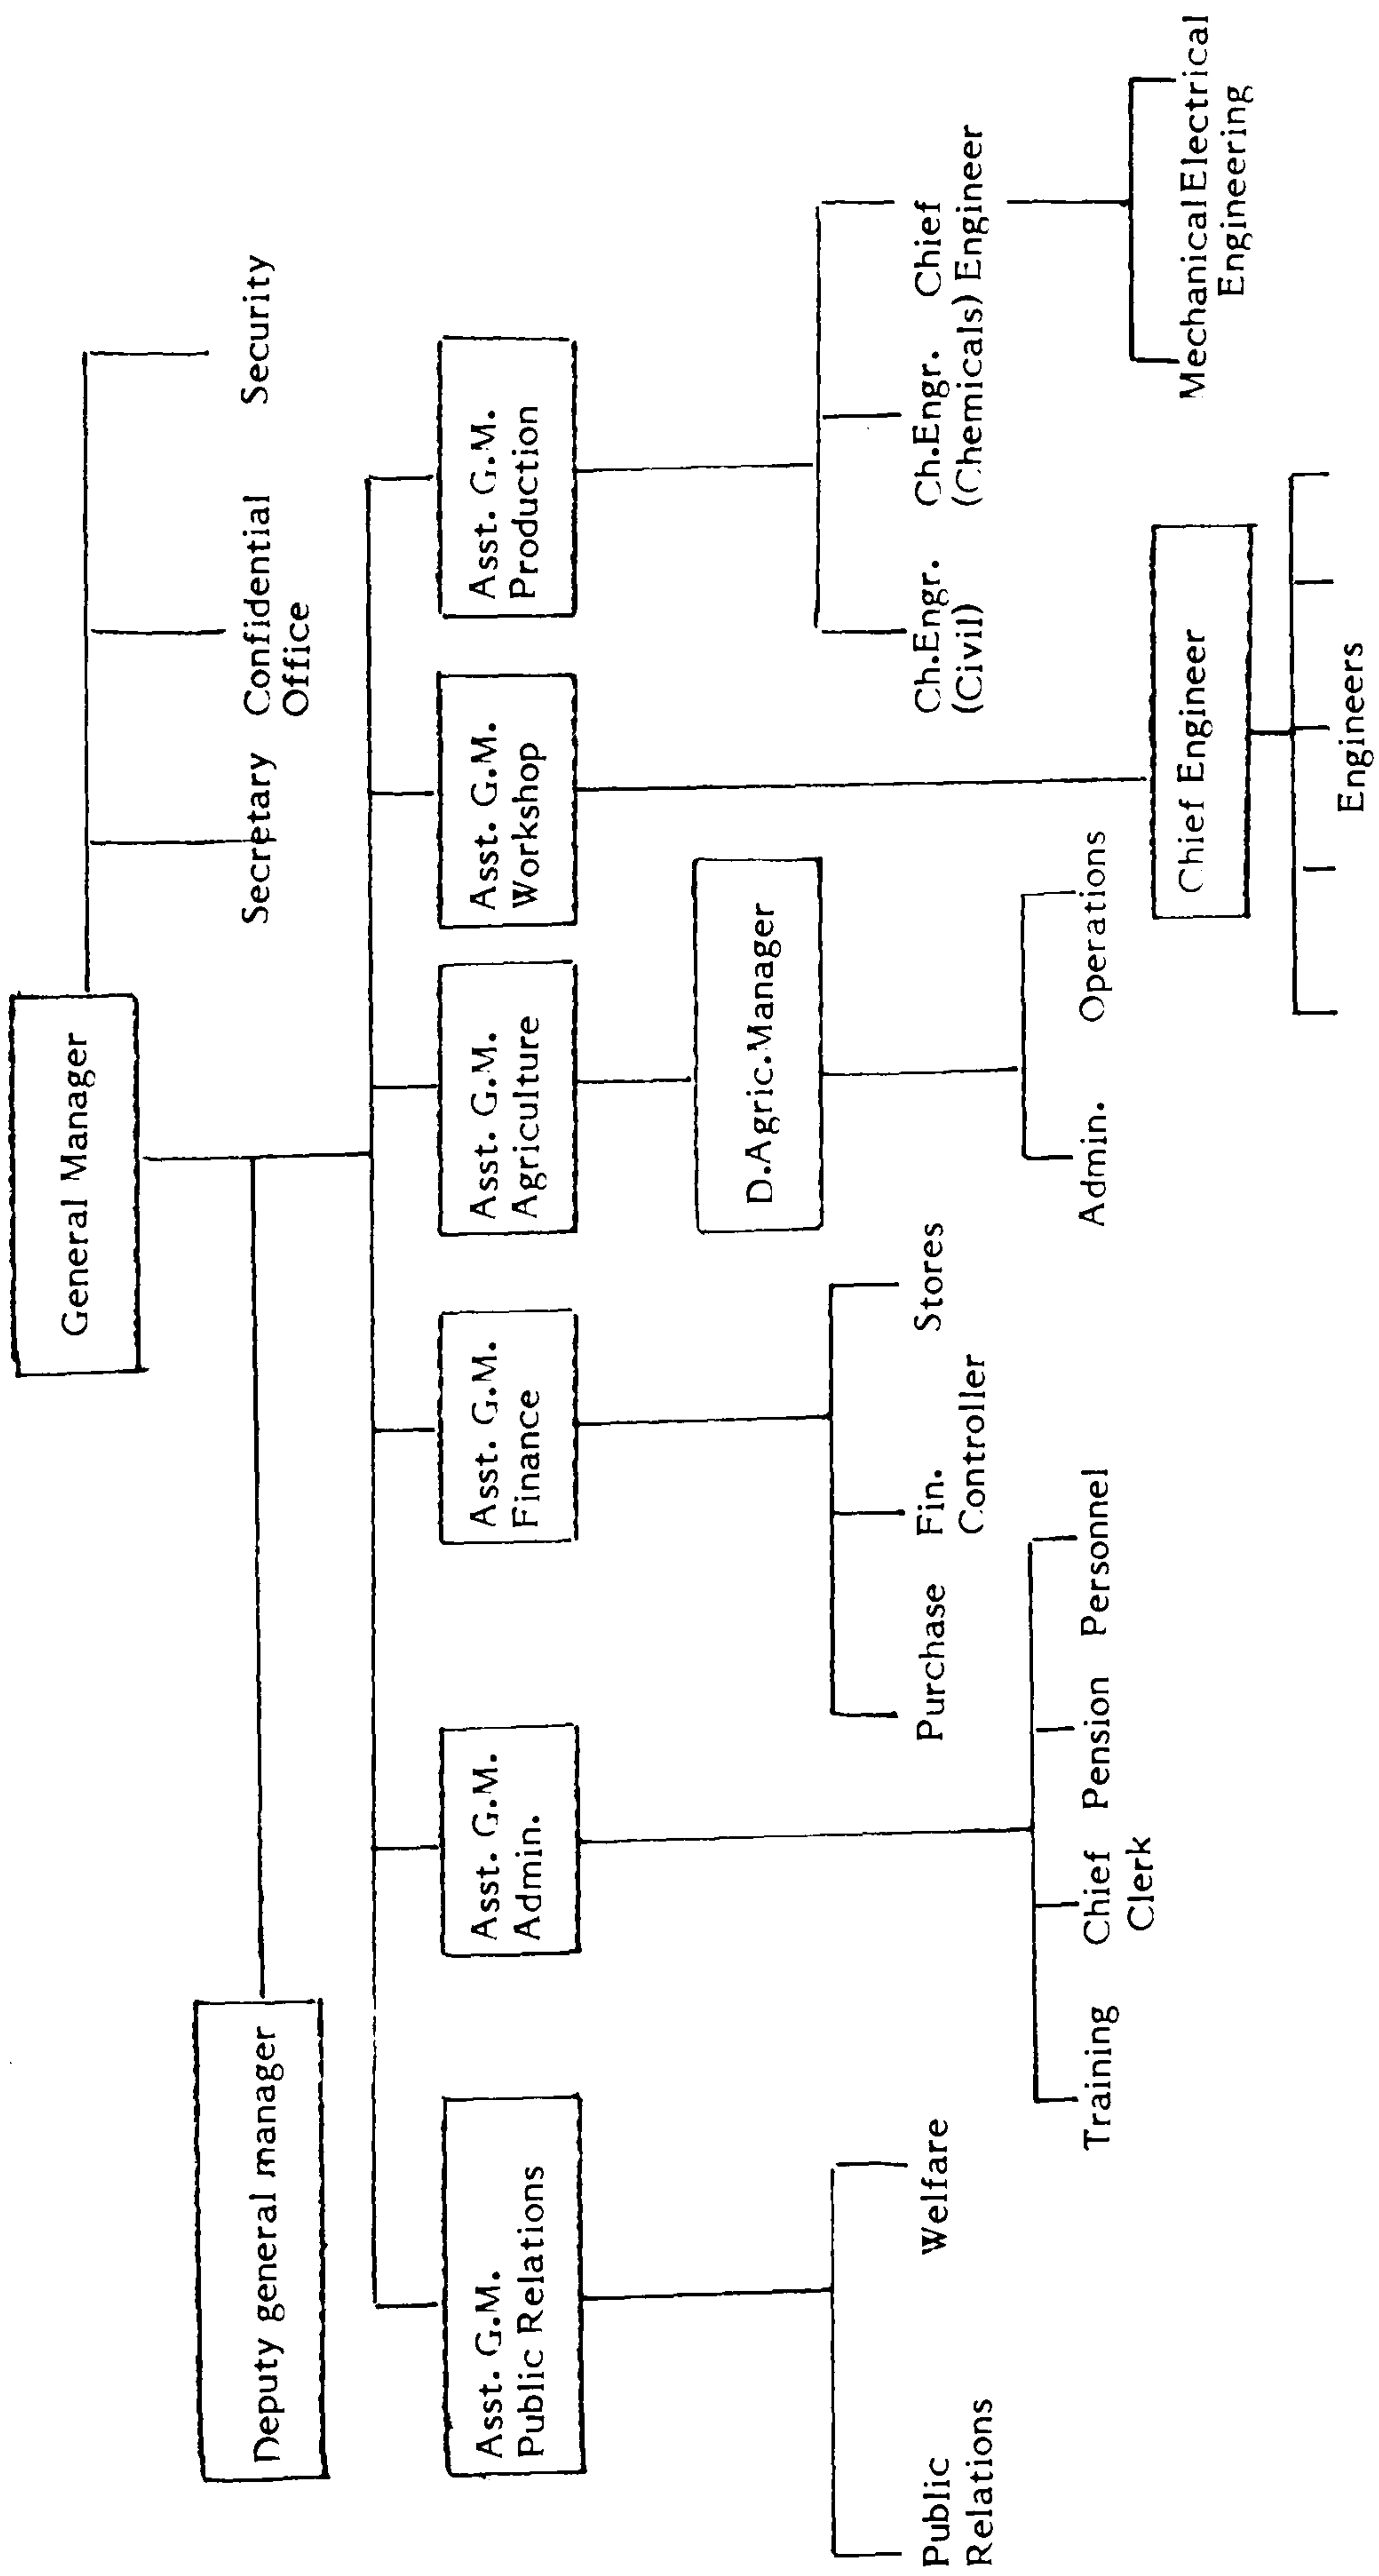 General Manager
Secretary
Confidential
Office
Security
Deputy general manager
Asst. G.M.
Public Relations
Asst. G.M.
Admin.
Asst. G.M.
Finance
Asst. G.M.
Agriculture
Asst. G.M.
Workshop
Asst. G.M.
Production
D.Agric.Manager
Public
Relations
Welfare
Purchase
Fin.
Controller
Stores
Ch.Engr.
(Civil)
Ch.Engr.
(Chemicals)
Chief
Engineer
Training
Chief
Clerk
Pension
Personnel
Admin.
Operations
Chief Engineer
Mechanical Electrical
Engineering
Engineers